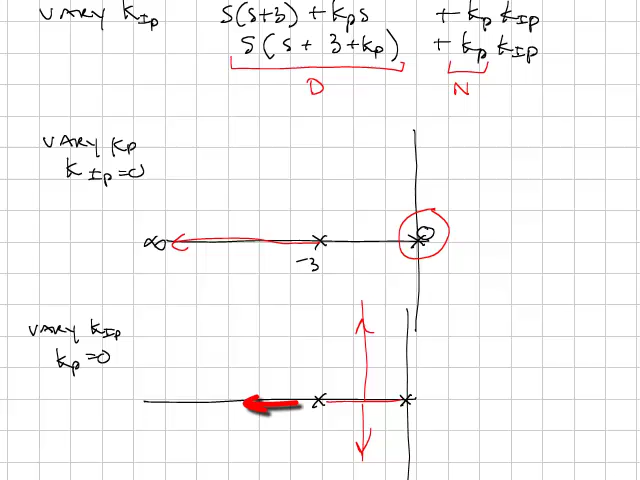 VARY KIp S(S+3) + Kps + Kp KIp
S(S + 3 + Kp) + Kp KIp
D N
VARY Kp
KIp=0
∞
-3
VARY KIp
Kp=0